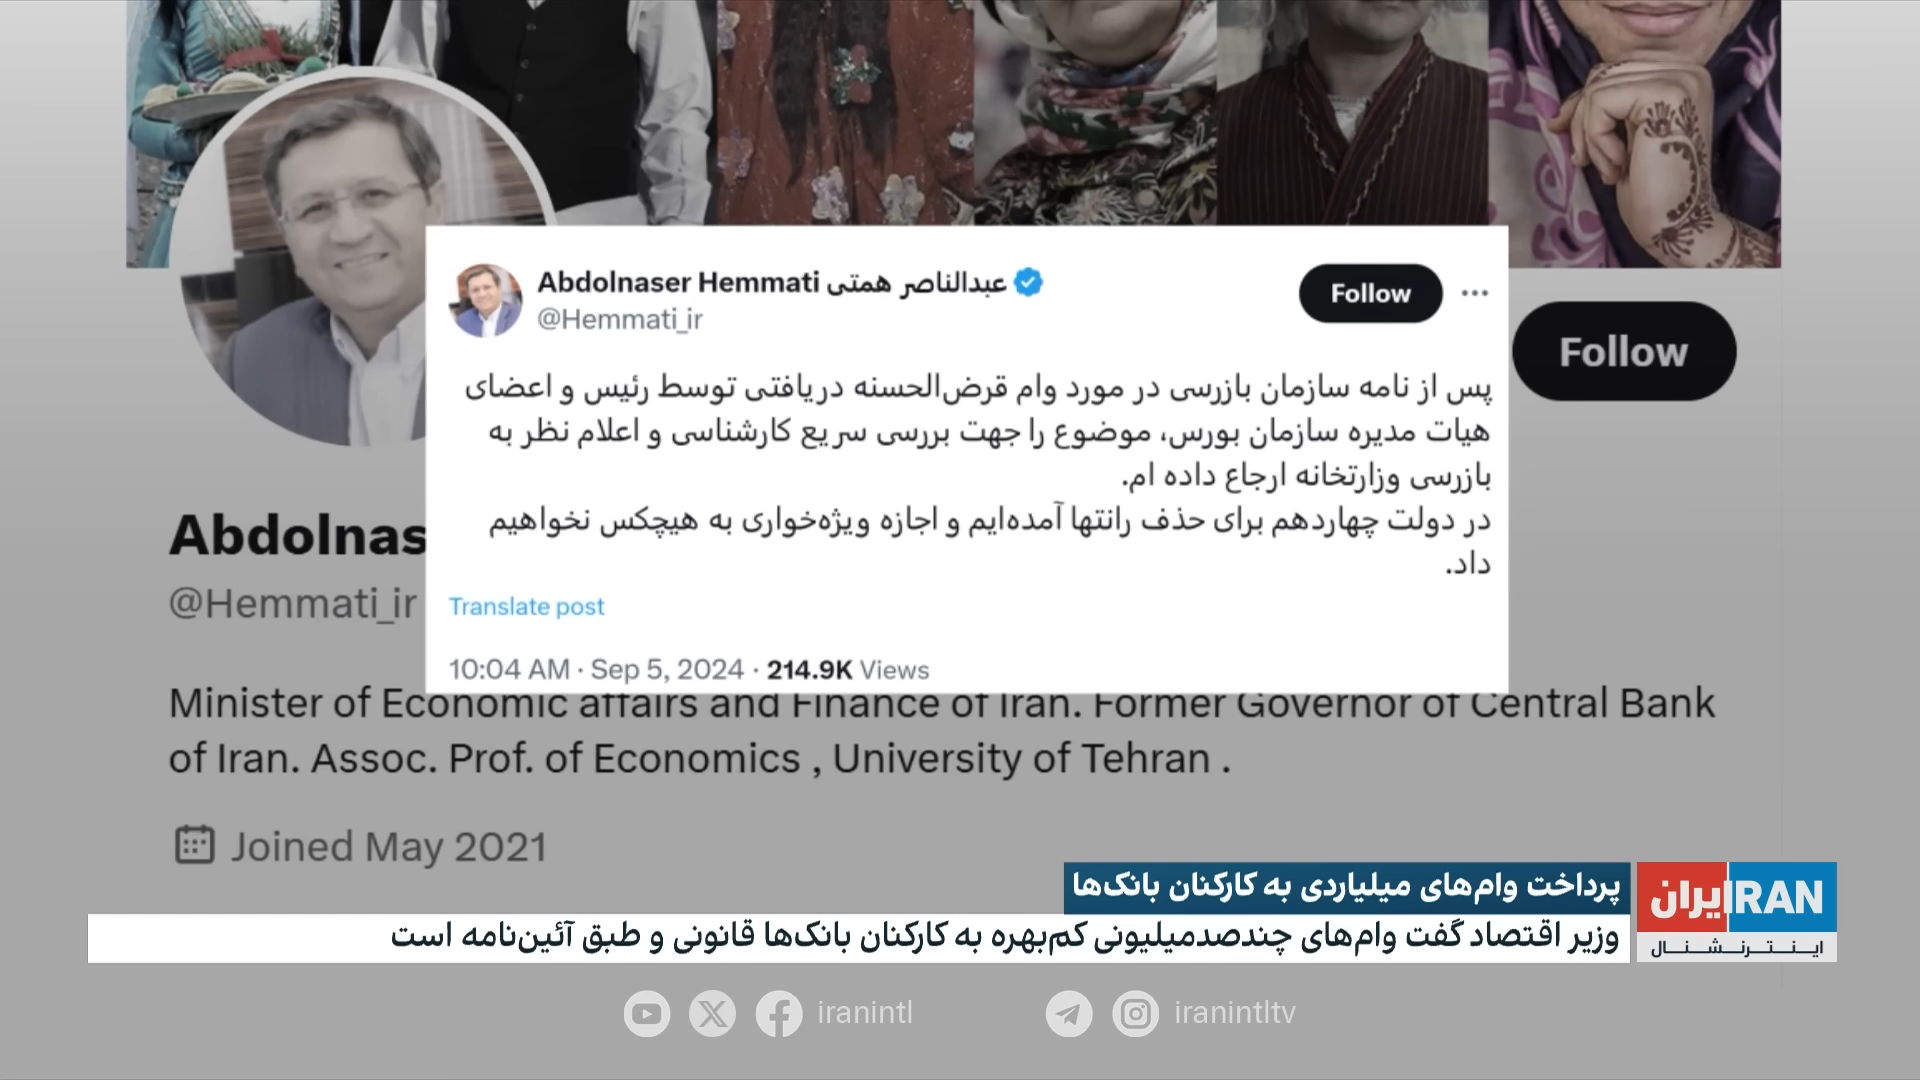 Abdolnaser Hemmati عبدالناصر همتی
@Hemmati_ir
Follow
پس از نامه سازمان بازرسی در مورد وام قرض‌الحسنه دریافتی توسط رئیس و اعضای
هیات مدیره سازمان بورس، موضوع را جهت بررسی سریع کارشناسی و اعلام نظر به
بازرسی وزارتخانه ارجاع داده ام.
در دولت چهاردهم برای حذف رانتها آمده‌ایم و اجازه ویژه‌خواری به هیچکس نخواهیم
داد.
Translate post
10:04 AM · Sep 5, 2024 · 214.9K Views
Follow
Abdolnas
@Hemmati_ir
Minister of Economic affairs and Finance of Iran. Former Governor of Central Bank
of Iran. Assoc. Prof. of Economics , University of Tehran .
Joined May 2021
پرداخت وام‌های میلیاردی به کارکنان بانک‌ها
وزیر اقتصاد گفت وام‌های چندصدمیلیونی کم‌بهره به کارکنان بانک‌ها قانونی و طبق آئین‌نامه است
ایران IRAN
اینترنشنال
iranintl
iranintltv